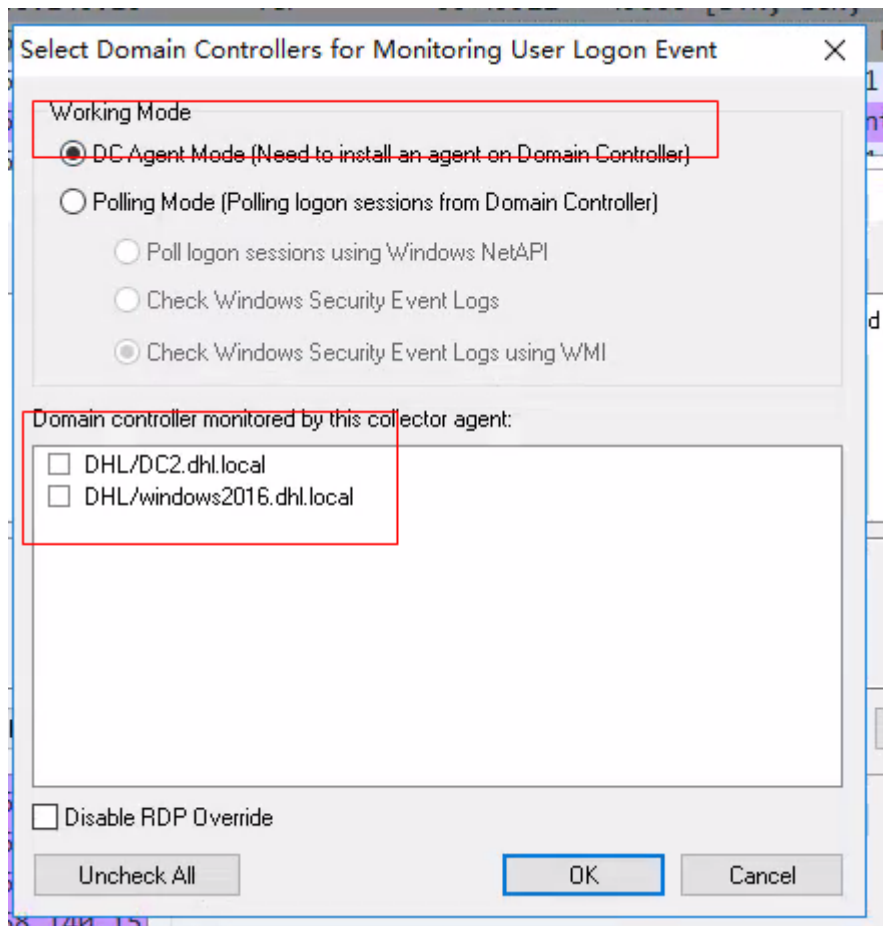 Select Domain Controllers for Monitoring User Logon Event
Working Mode
DC Agent Mode (Need to install an agent on Domain Controller)
Polling Mode (Polling logon sessions from Domain Controller)
Poll logon sessions using Windows NetAPI
Check Windows Security Event Logs
Check Windows Security Event Logs using WMI
Domain controller monitored by this collector agent:
DHL/DC2.dhl.local
DHL/windows2016.dhl.local
Disable RDP Override
Uncheck All
OK
Cancel